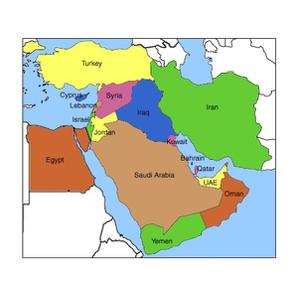 Turkey
Cyprus
Syria
Lebanon
Iraq
Iran
Israel
Jordan
Kuwait
Egypt
Bahrain
Qatar
Saudi Arabia
UAE
Oman
Yemen